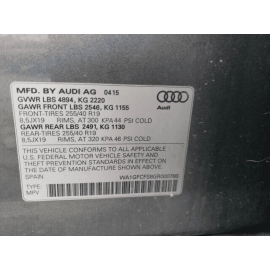 MFD. BY AUDI AG 04/15
GVWR LBS 4894, KG 2220
GAWR FRONT LBS 2546, KG 1155
FRONT-TIRES 255/40 R19
8.5JX19 RIMS, AT 300 KPA 44 PSI COLD
GAWR REAR LBS 2491, KG 1130
REAR-TIRES 255/40 R19
8.5JX19 RIMS, AT 320 KPA 46 PSI COLD
Audi
THIS VEHICLE CONFORMS TO ALL APPLICABLE
U.S. FEDERAL MOTOR VEHICLE SAFETY, BUMPER
AND THEFT PREVENTION STANDARDS IN EFFECT
ON THE DATE OF MANUFACTURE SHOWN ABOVE.
SPAIN
TYPE:
MPV